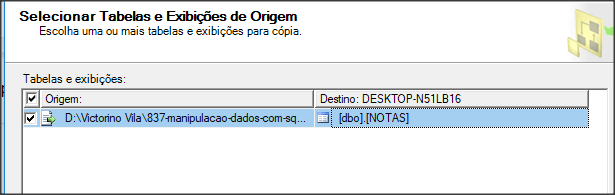 Selecionar Tabelas e Exibições de Origem
Escolha uma ou mais tabelas e exibições para cópia.
Tabelas e exibições:
Origem: Destino: DESKTOP-N51LB16
D:\Victorino Vila\837-manipulacao-dados-com-sq... [dbo].[NOTAS]